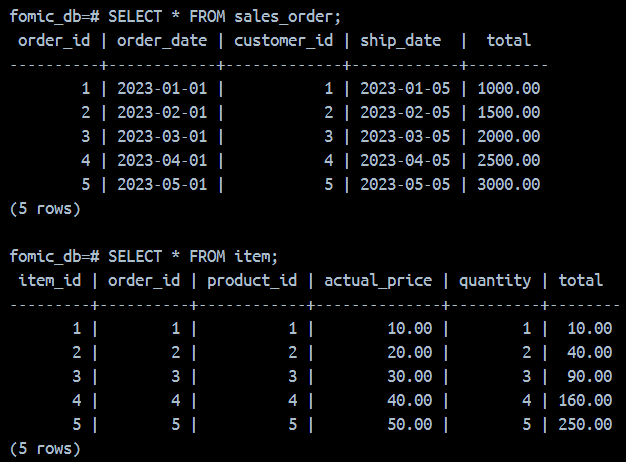 fomic_db=# SELECT * FROM sales_order;
 order_id | order_date | customer_id | ship_date  |  total
----------+------------+-------------+------------+---------
        1 | 2023-01-01 |           1 | 2023-01-05 | 1000.00
        2 | 2023-02-01 |           2 | 2023-02-05 | 1500.00
        3 | 2023-03-01 |           3 | 2023-03-05 | 2000.00
        4 | 2023-04-01 |           4 | 2023-04-05 | 2500.00
        5 | 2023-05-01 |           5 | 2023-05-05 | 3000.00
(5 rows)

fomic_db=# SELECT * FROM item;
 item_id | order_id | product_id | actual_price | quantity | total
---------+----------+------------+--------------+----------+--------
       1 |        1 |          1 |        10.00 |        1 |  10.00
       2 |        2 |          2 |        20.00 |        2 |  40.00
       3 |        3 |          3 |        30.00 |        3 |  90.00
       4 |        4 |          4 |        40.00 |        4 | 160.00
       5 |        5 |          5 |        50.00 |        5 | 250.00
(5 rows)